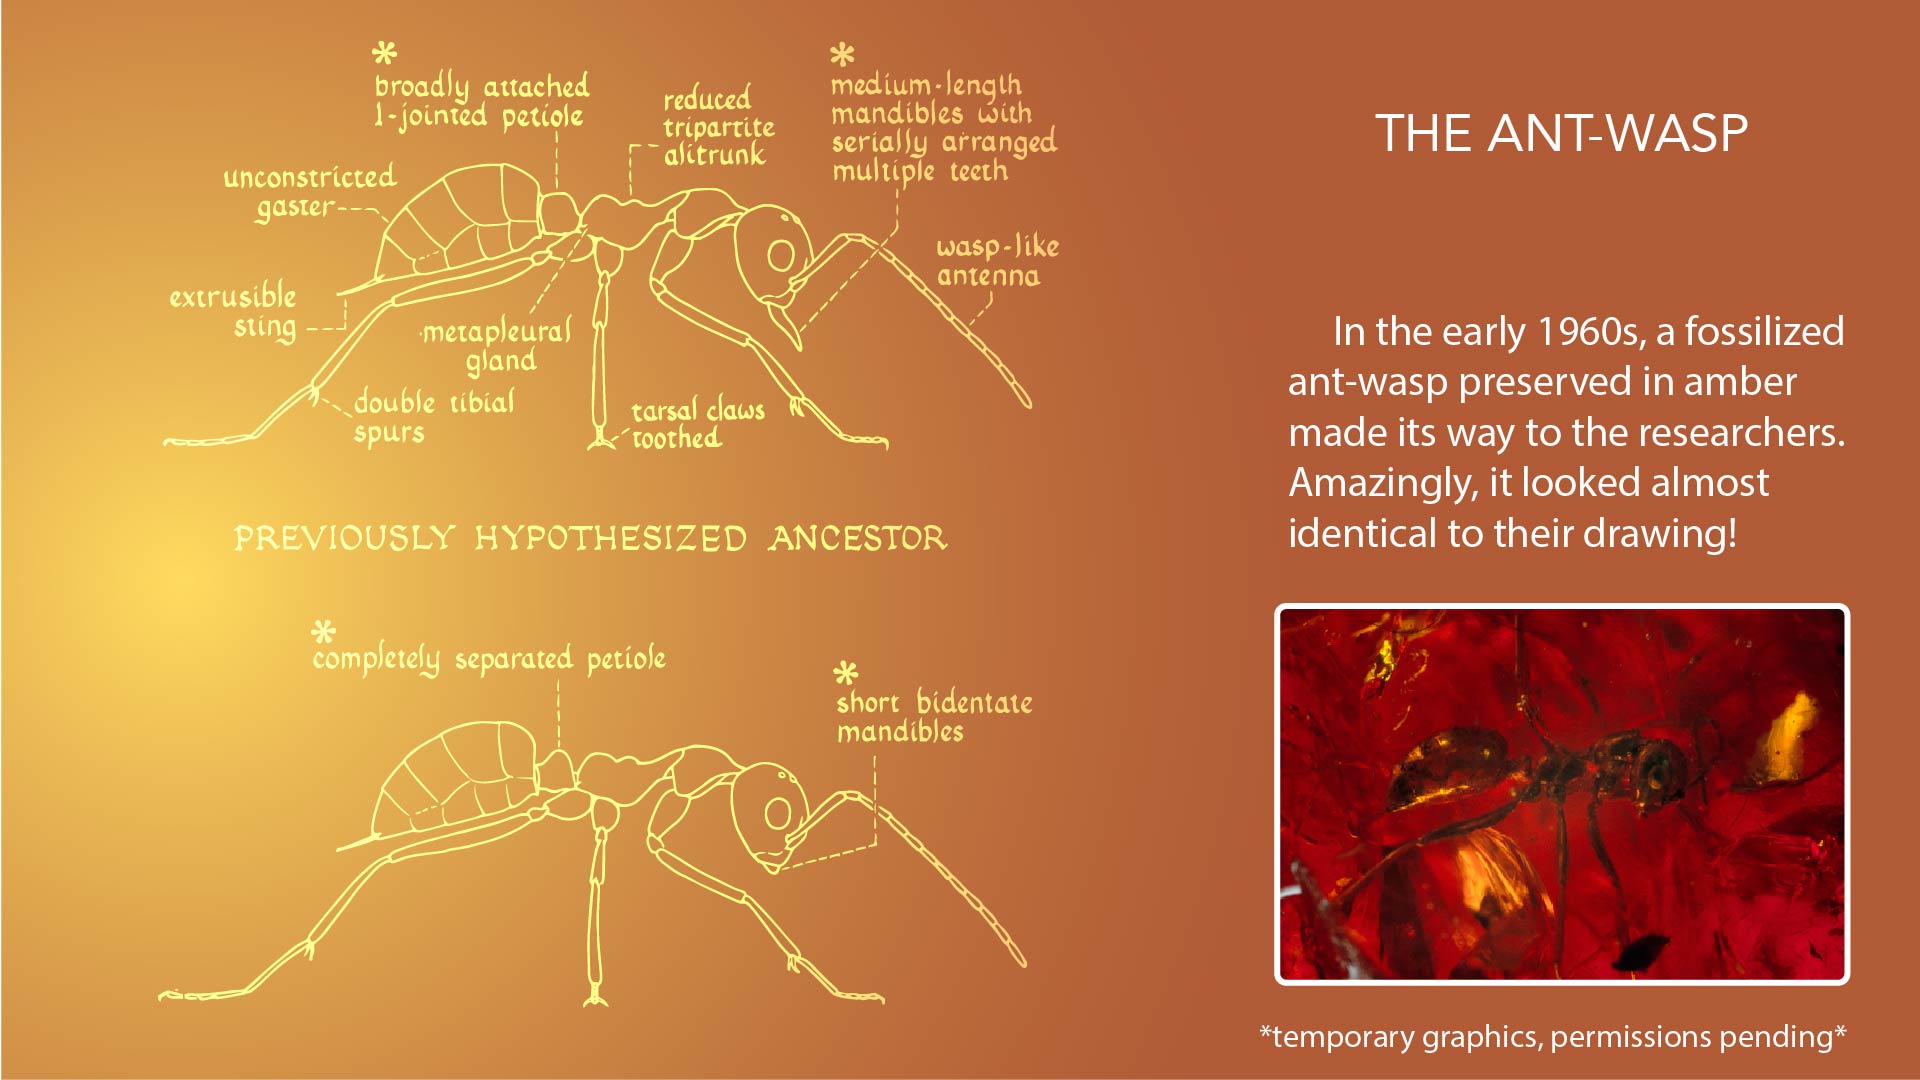 *
broadly attached
1-jointed petiole
reduced
tripartite
alitrunk
*
medium-length
mandibles with
serially arranged
multiple teeth
unconstricted
gaster
wasp-like
antenna
extrusible
sting
metapleural
gland
double tibial
spurs
tarsal claws
toothed
PREVIOUSLY HYPOTHESIZED ANCESTOR
*
completely separated petiole
*
short bidentate
mandibles
THE ANT-WASP
In the early 1960s, a fossilized
ant-wasp preserved in amber
made its way to the researchers.
Amazingly, it looked almost
identical to their drawing!
*temporary graphics, permissions pending*